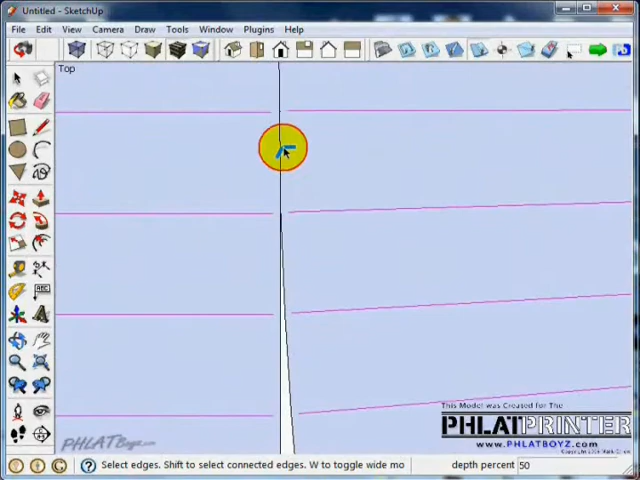 Untitled - SketchUp
File Edit View Camera Draw Tools Window Plugins Help
Top
ABC
This Model was Created for The
PHLATPRINTER
www.PHLATBOYZ.com
PHLATBoyz.com
Select edges. Shift to select connected edges. W to toggle wide mo
depth percent 50